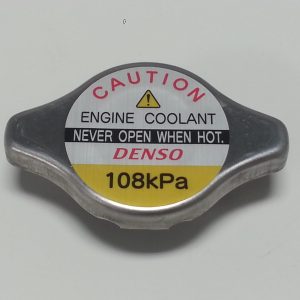 CAUTION
ENGINE COOLANT
NEVER OPEN WHEN HOT.
DENSO
108kPa